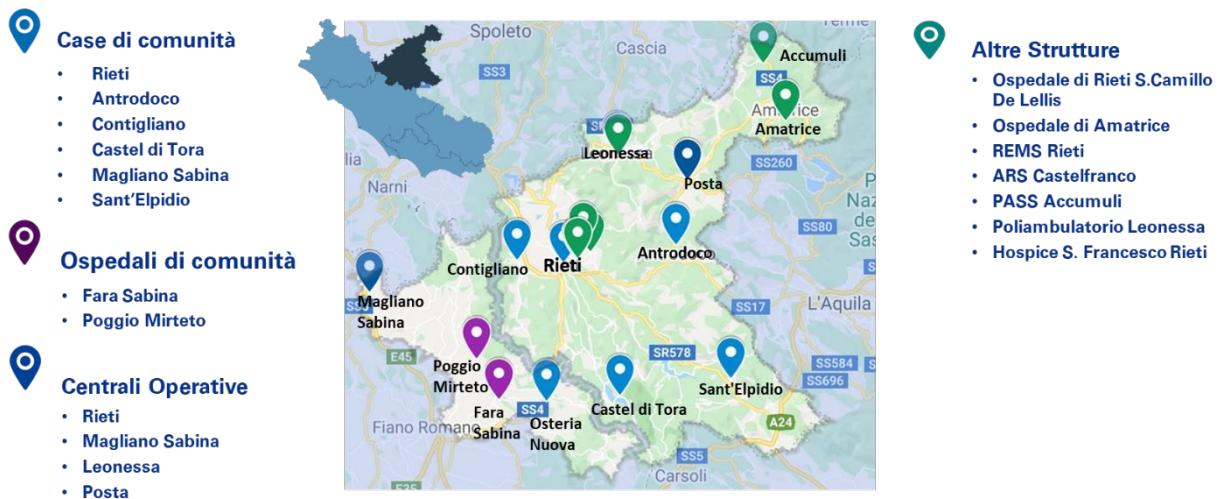 Case di comunità
• Rieti
• Antrodoco
• Contigliano
• Castel di Tora
• Magliano Sabina
• Sant'Elpidio
Ospedali di comunità
• Fara Sabina
• Poggio Mirteto
Centrali Operative
• Rieti
• Magliano Sabina
• Leonessa
• Posta
Spoleto
Cascia
Terme
SS3
Accumuli
SS4
Amatrice
Leonessa
SS260
Posta
Narni
SS80
Antrodoco
Contigliano
Rieti
L'Aquila
Magliano
Sabina
SS17
E45
SR578
SS584
SS696
Poggio
Mirteto
Sant'Elpidio
Castel di Tora
SS4
Fara
Sabina
Osteria
Nuova
Fiano Romano
A24
SS5
Carsoli
E35
Altre Strutture
• Ospedale di Rieti S.Camillo
De Lellis
• Ospedale di Amatrice
• REMS Rieti
• ARS Castelfranco
• PASS Accumuli
• Poliambulatorio Leonessa
• Hospice S. Francesco Rieti